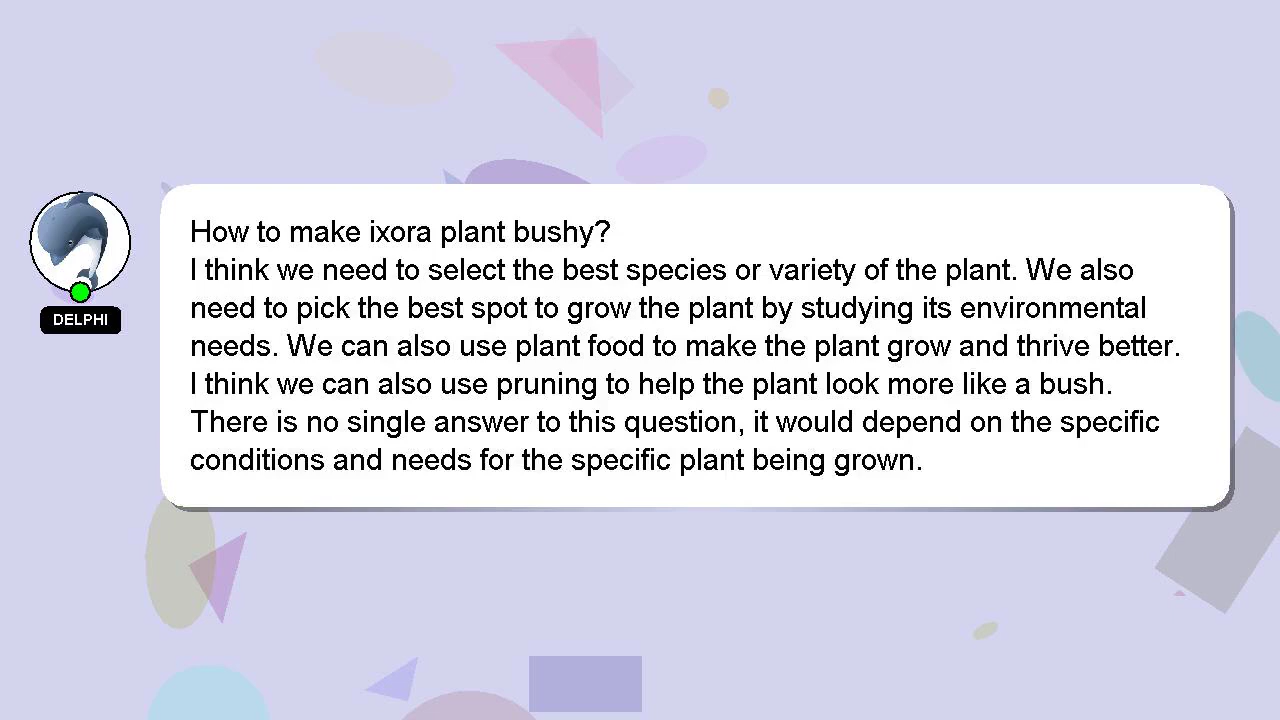 How to make ixora plant bushy?
I think we need to select the best species or variety of the plant. We also
need to pick the best spot to grow the plant by studying its environmental
needs. We can also use plant food to make the plant grow and thrive better.
I think we can also use pruning to help the plant look more like a bush.
There is no single answer to this question, it would depend on the specific
conditions and needs for the specific plant being grown.
DELPHI